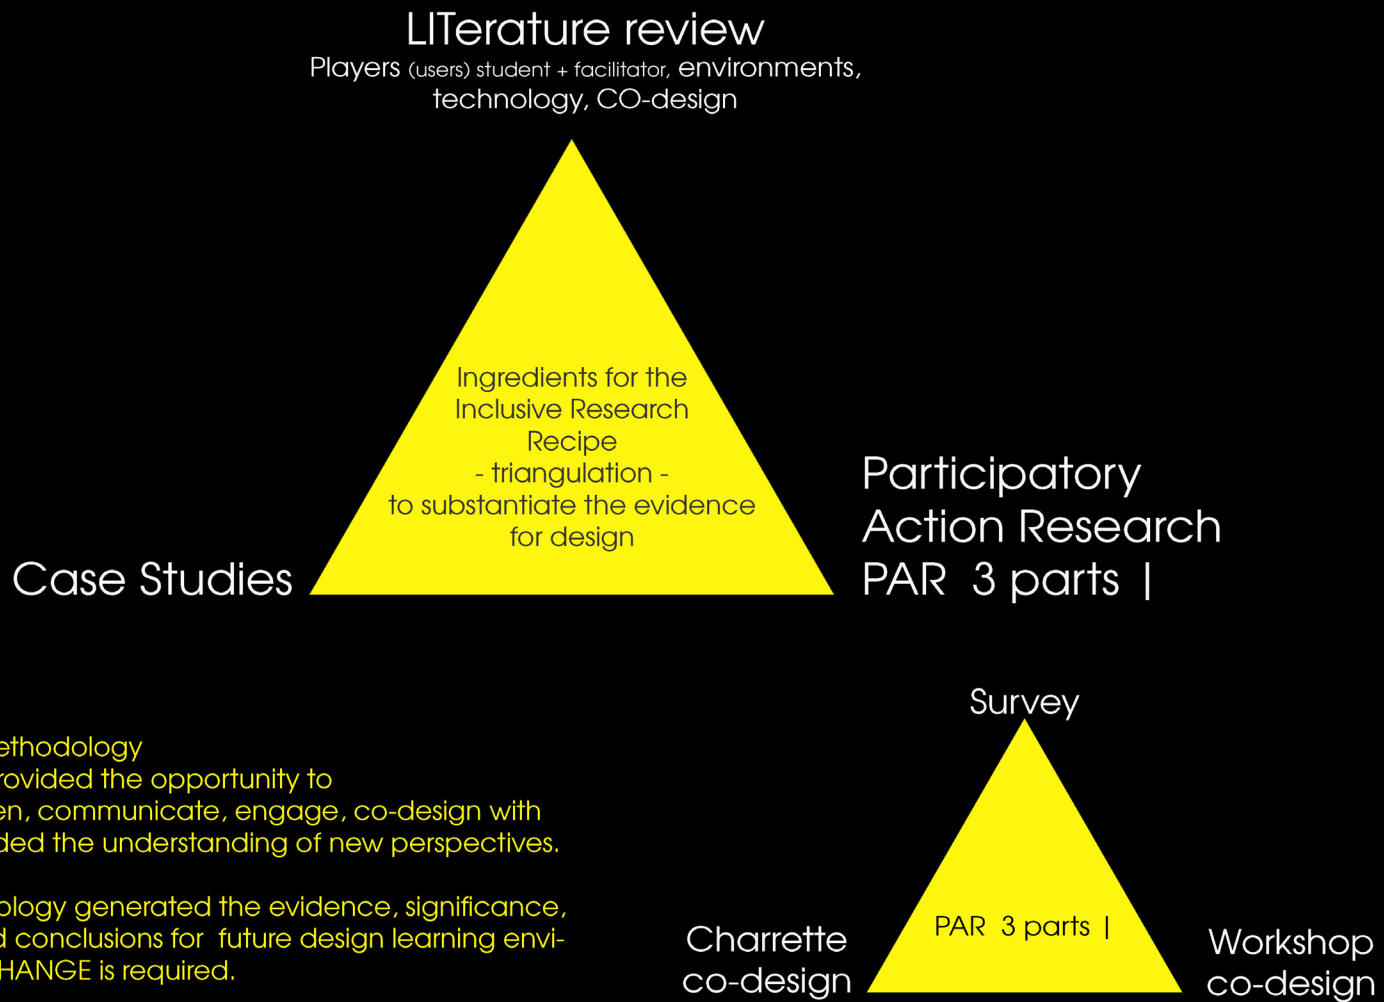 LITerature review
Players (users) student + facilitator, environments,
technology, CO-design
Ingredients for the
Inclusive Research
Recipe
- triangulation -
to substantiate the evidence
for design
Case Studies
Participatory
Action Research
PAR 3 parts |
ethodology
rovided the opportunity to
en, communicate, engage, co-design with
ded the understanding of new perspectives.
ology generated the evidence, significance,
d conclusions for future design learning envi-
HANGE is required.
Survey
PAR 3 parts |
Charrette
co-design
Workshop
co-design